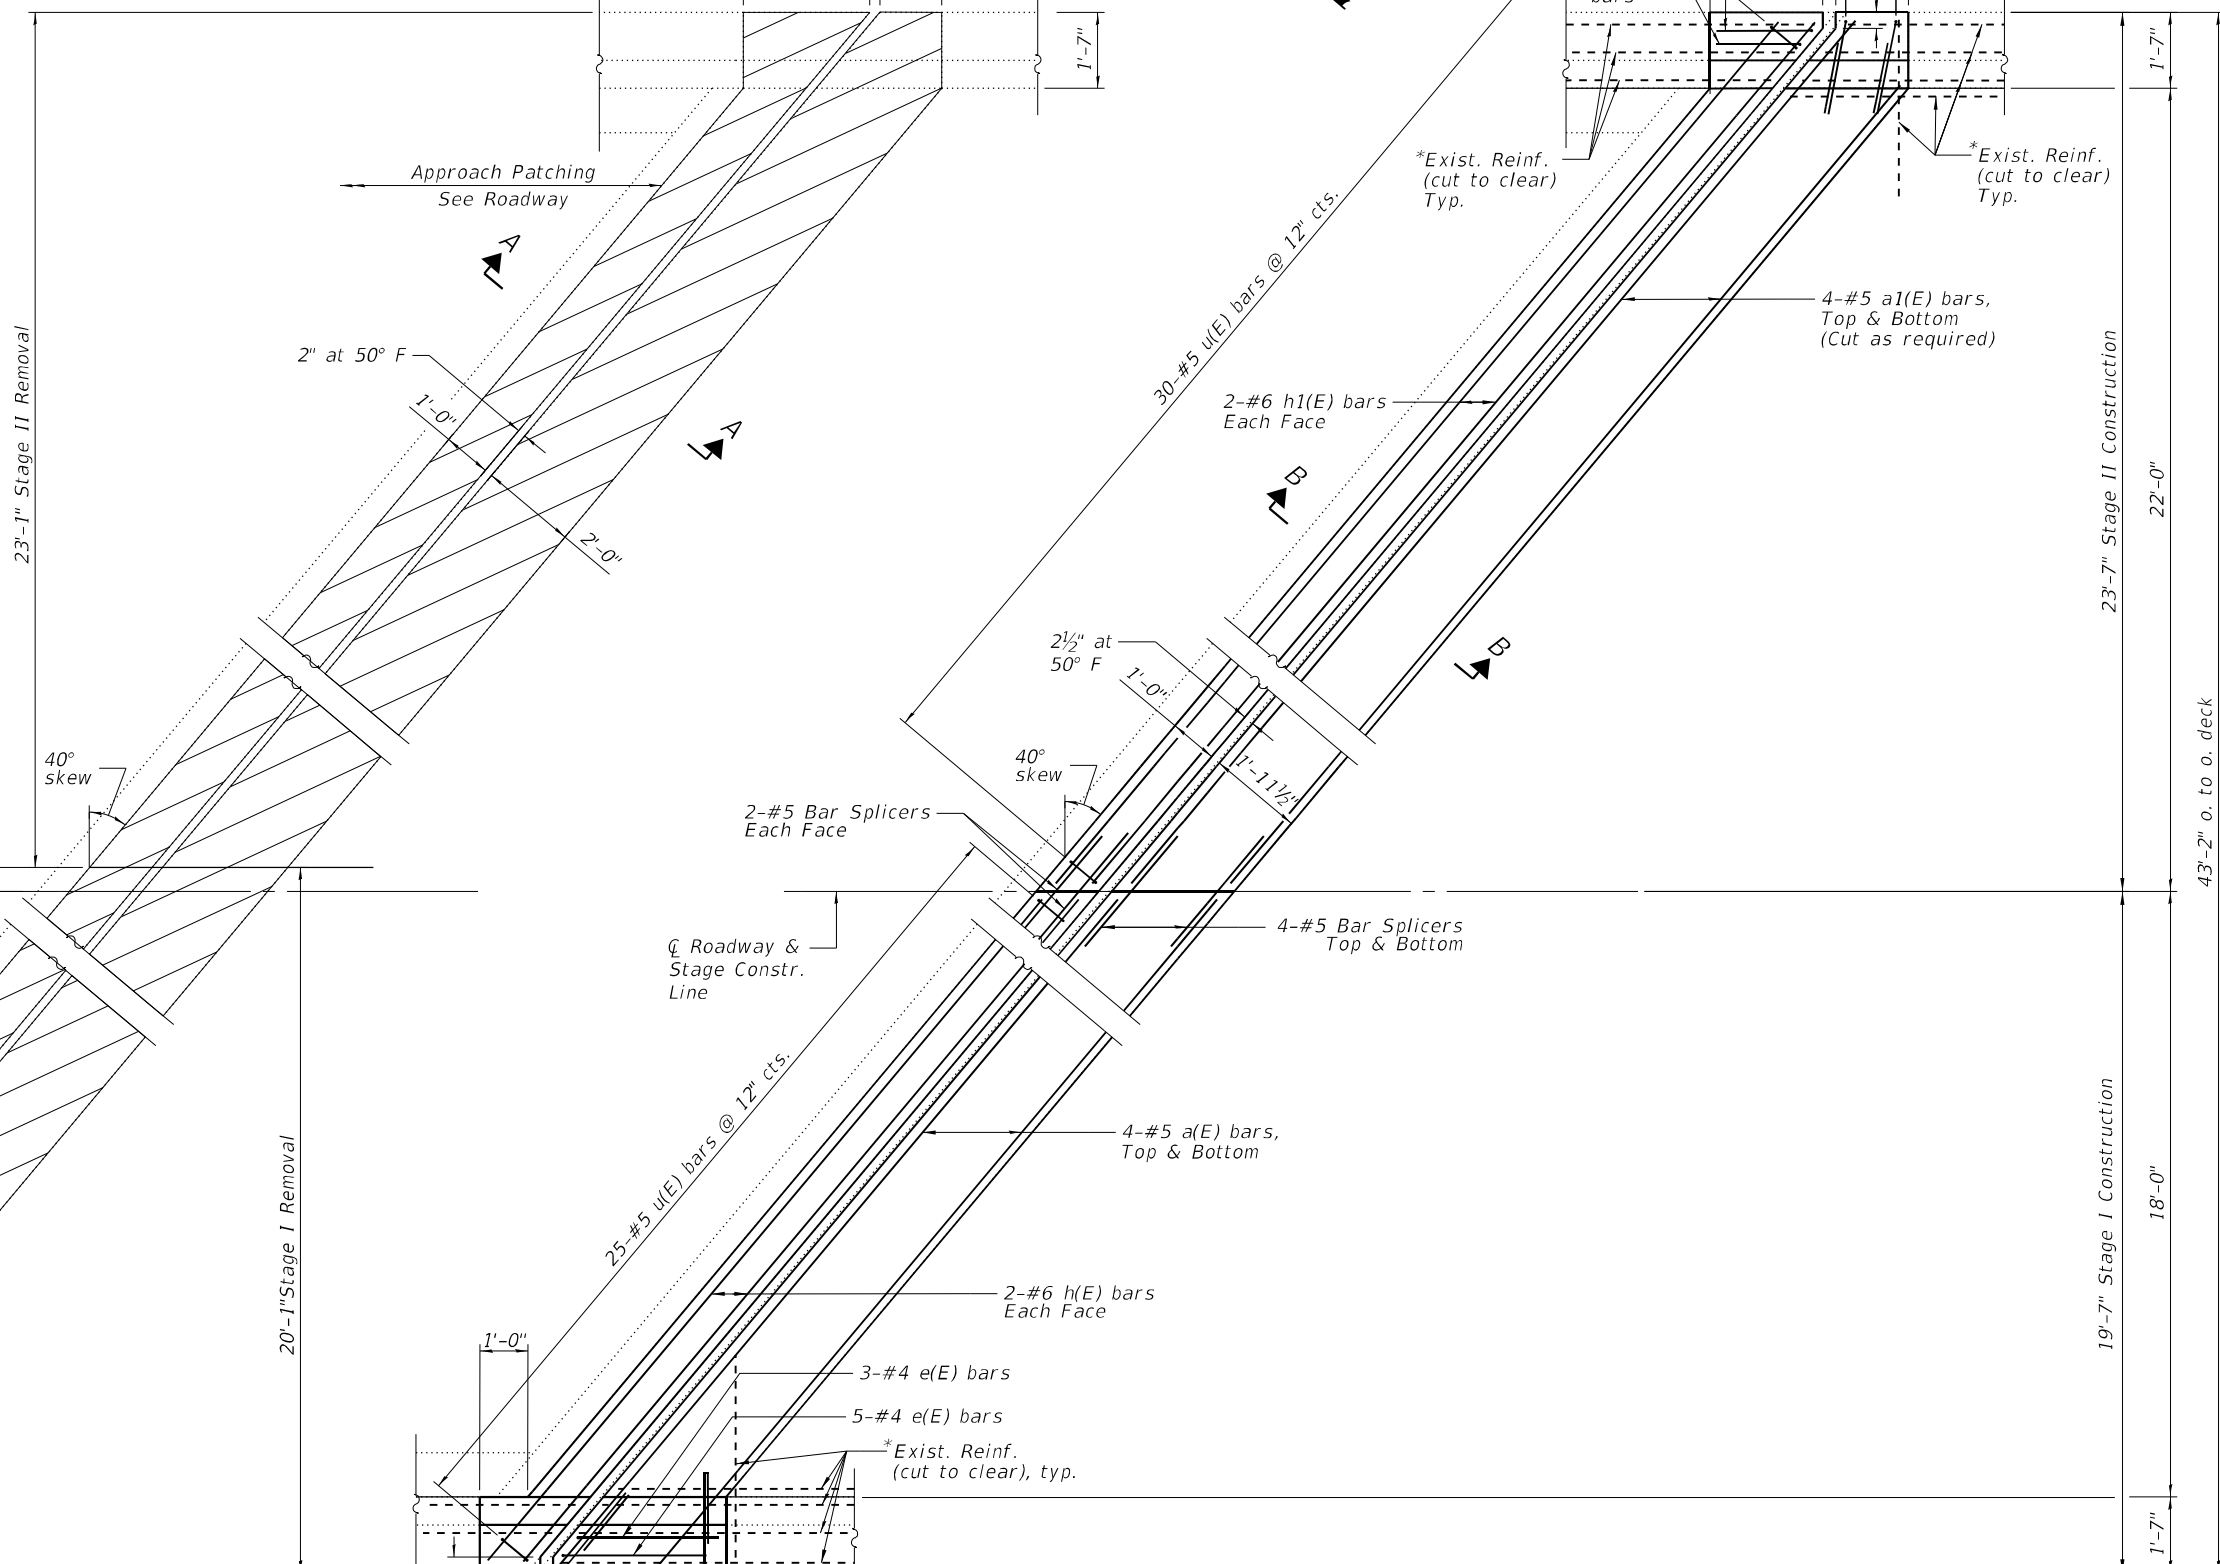 bars
1'-7"
1'-7"
*Exist. Reinf.
(cut to clear)
Typ.
*Exist. Reinf.
(cut to clear)
Typ.
Approach Patching
See Roadway
A
30-#5 u(E) bars @ 12" cts.
4-#5 a1(E) bars,
Top & Bottom
(Cut as required)
2" at 50° F
1'-0"
A
2'-0"
23'-1" Stage II Removal
2-#6 h1(E) bars
Each Face
B
23'-7" Stage II Construction
22'-0"
2½" at
50° F
1'-0"
B
1'-11½"
43'-2" o. to o. deck
40°
skew
40°
skew
2-#5 Bar Splicers
Each Face
4-#5 Bar Splicers
Top & Bottom
℄ Roadway &
Stage Constr.
Line
25-#5 u(E) bars @ 12" cts.
4-#5 a(E) bars,
Top & Bottom
20'-1"Stage I Removal
19'-7" Stage I Construction
18'-0"
2-#6 h(E) bars
Each Face
1'-0"
3-#4 e(E) bars
5-#4 e(E) bars
*Exist. Reinf.
(cut to clear), typ.
1'-7"